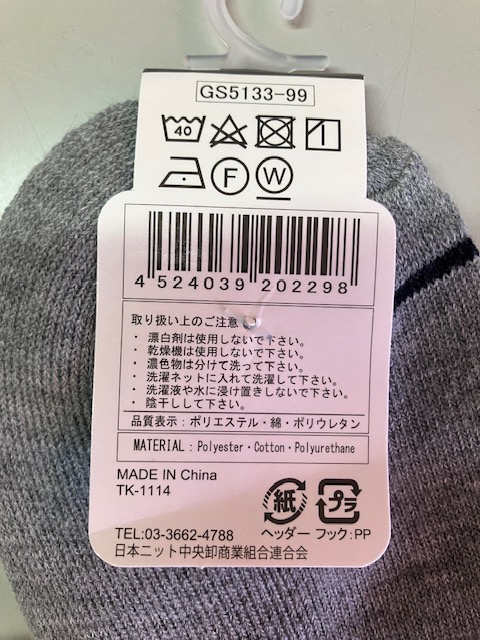 GS5133-99
40
F W
4 524039 202298
取り扱い上のご注意
・ 漂白剤は使用しないで下さい。
・ 乾燥機は使用しないで下さい。
・ 濃色物は分けて洗って下さい。
・ 洗濯ネットに入れて洗濯して下さい。
・ 洗濯液や水に浸け置きしないで下さい。
・ 陰干しして下さい。
品質表示：ポリエステル・綿・ポリウレタン
MATERIAL：Polyester・Cotton・Polyurethane
MADE IN China
TK-1114
紙 プラ
ヘッダー フック:PP
TEL:03-3662-4788
日本ニット中央卸商業組合連合会